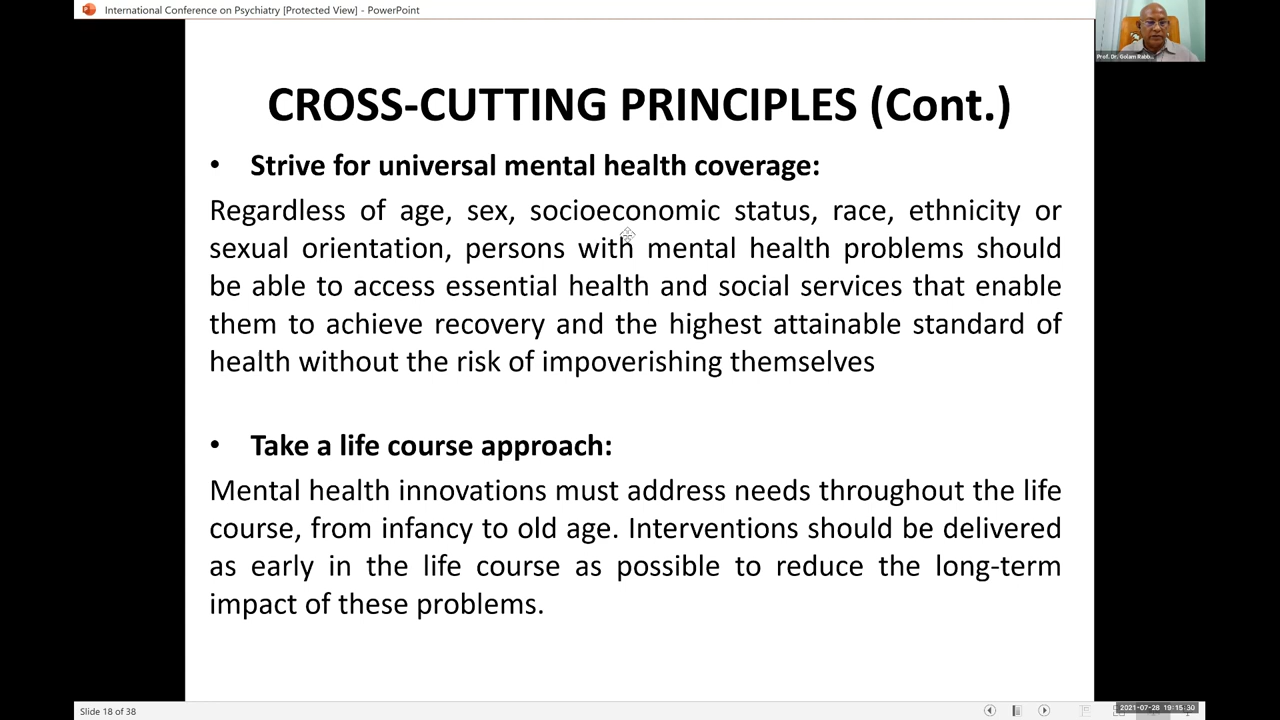 International Conference on Psychiatry [Protected View] - PowerPoint
Prof. Dr. Golam Rabb...
CROSS-CUTTING PRINCIPLES (Cont.)
• Strive for universal mental health coverage:
Regardless of age, sex, socioeconomic status, race, ethnicity or
sexual orientation, persons with mental health problems should
be able to access essential health and social services that enable
them to achieve recovery and the highest attainable standard of
health without the risk of impoverishing themselves
• Take a life course approach:
Mental health innovations must address needs throughout the life
course, from infancy to old age. Interventions should be delivered
as early in the life course as possible to reduce the long-term
impact of these problems.
Slide 18 of 38
2021-07-28 19:15:30